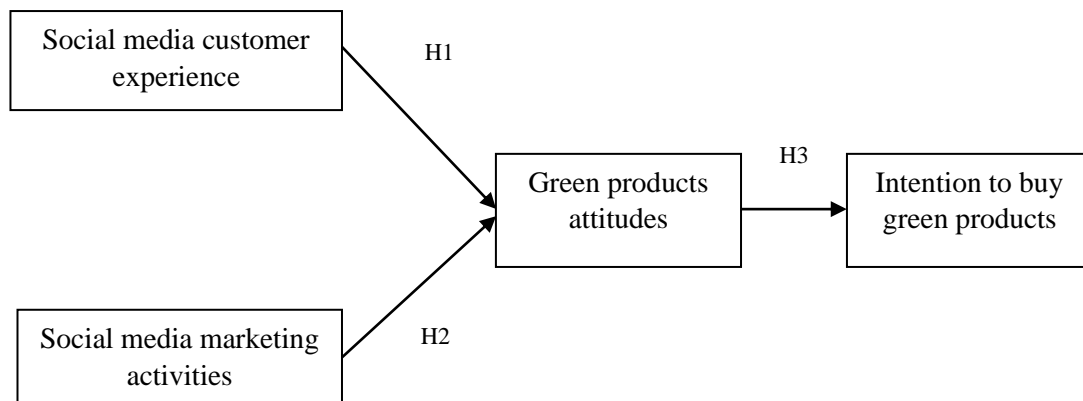 Social media customer
experience
H1
Green products
attitudes
H3
Intention to buy
green products
Social media marketing
activities
H2